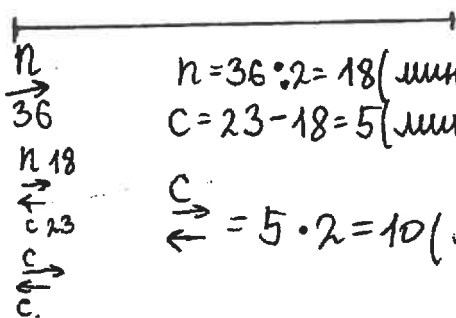 п
36
п 18
с 23
с
с.
п = 36 : 2 = 18 ( мин
с = 23 - 18 = 5 ( мин
с
= 5 · 2 = 10 (